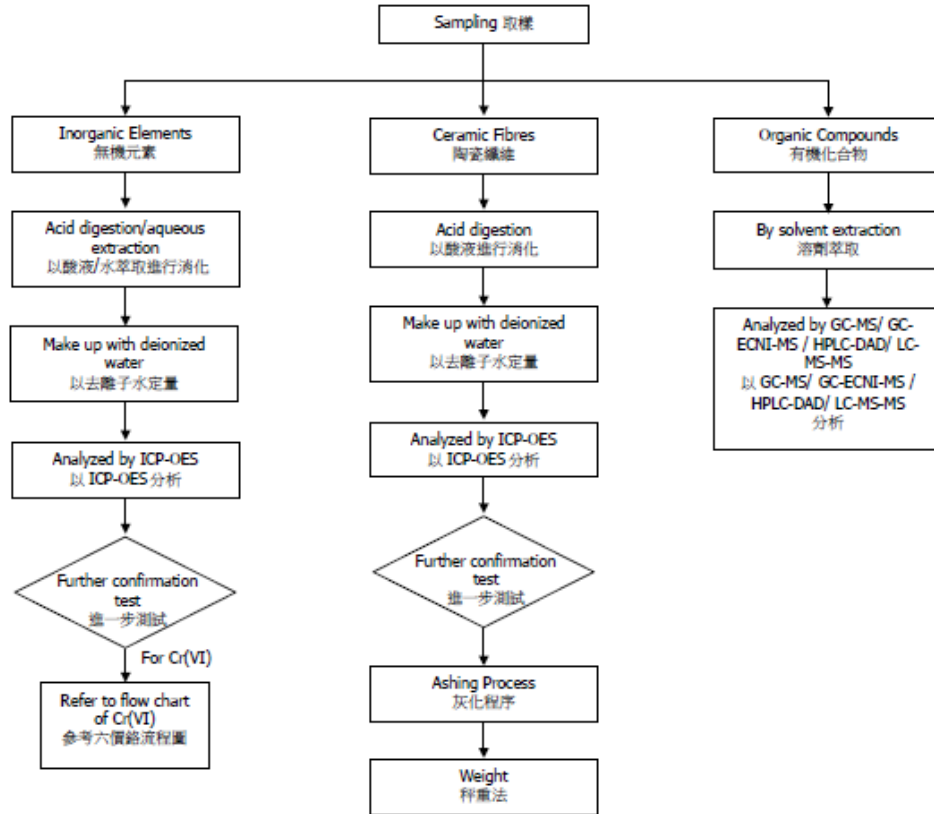 Sampling 取樣
Inorganic Elements
無機元素
Acid digestion/aqueous
extraction
以酸液/水萃取進行消化
Make up with deionized
water
以去離子水定量
Analyzed by ICP-OES
以 ICP-OES 分析
Further confirmation
test
進一步測試
For Cr(VI)
Refer to flow chart
of Cr(VI)
參考六價鉻流程圖
Ceramic Fibres
陶瓷纖維
Acid digestion
以酸液進行消化
Make up with deionized
water
以去離子水定量
Analyzed by ICP-OES
以 ICP-OES 分析
Further confirmation
test
進一步測試
Ashing Process
灰化程序
Weight
秤重法
Organic Compounds
有機化合物
By solvent extraction
溶劑萃取
Analyzed by GC-MS/ GC-
ECNI-MS / HPLC-DAD/ LC-
MS-MS
以 GC-MS/ GC-ECNI-MS /
HPLC-DAD/ LC-MS-MS
分析